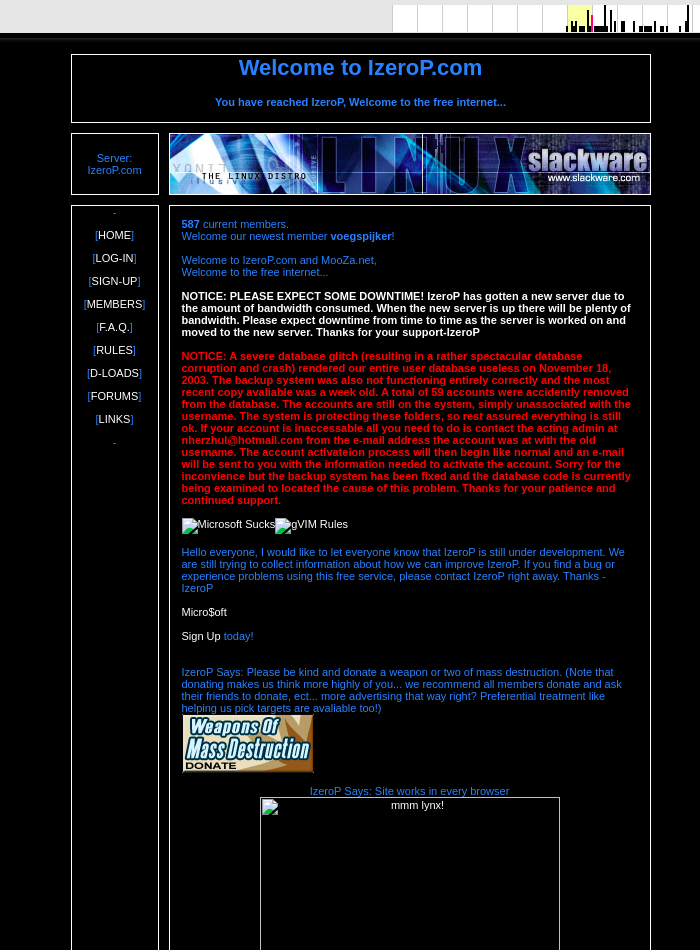 Welcome to IzeroP.com
You have reached IzeroP, Welcome to the free internet...
Server:
IzeroP.com
THE LINUX DISTRO
LINUX
slackware
www.slackware.com
-
[HOME]
[LOG-IN]
[SIGN-UP]
[MEMBERS]
[F.A.Q.]
[RULES]
[D-LOADS]
[FORUMS]
[LINKS]
-
587 current members.
Welcome our newest member voegspijker!
Welcome to IzeroP.com and MooZa.net,
Welcome to the free internet...
NOTICE: PLEASE EXPECT SOME DOWNTIME! IzeroP has gotten a new server due to
the amount of bandwidth consumed. When the new server is up there will be plenty of
bandwidth. Please expect downtime from time to time as the server is worked on and
moved to the new server. Thanks for your support-IzeroP
NOTICE: A severe database glitch (resulting in a rather spectacular database
corruption and crash) rendered our entire user database useless on November 18,
2003. The backup system was also not functioning entirely correctly and the most
recent copy avaliable was a week old. A total of 59 accounts were accidently removed
from the database. The accounts are still on the system, simply unassociated with the
username. The system is protecting these folders, so rest assured everything is still
ok. If your account is inaccessable all you need to do is contact the acting admin at
nherzhul@hotmail.com from the e-mail address the account was at with the old
username. The account activateion process will then begin like normal and an e-mail
will be sent to you with the information needed to activate the account. Sorry for the
inconvience but the backup system has been fixed and the database code is currently
being examined to located the cause of this problem. Thanks for your patience and
continued support.
Microsoft Sucks gVIM Rules
Hello everyone, I would like to let everyone know that IzeroP is still under development. We
are still trying to collect information about how we can improve IzeroP. If you find a bug or
experience problems using this free service, please contact IzeroP right away. Thanks -
IzeroP
Micro$oft
Sign Up today!
IzeroP Says: Please be kind and donate a weapon or two of mass destruction. (Note that
donating makes us think more highly of you... we recommend all members donate and ask
their friends to donate, ect... more advertising that way right? Preferential treatment like
helping us pick targets are avaliable too!)
Weapons Of
Mass Destruction
DONATE
IzeroP Says: Site works in every browser
mmm lynx!